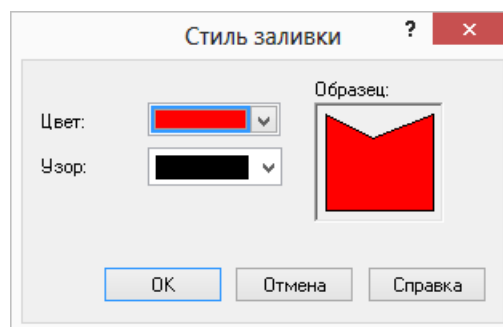 Стиль заливки
?
Образец:
Цвет:
Узор:
OK
Отмена
Справка